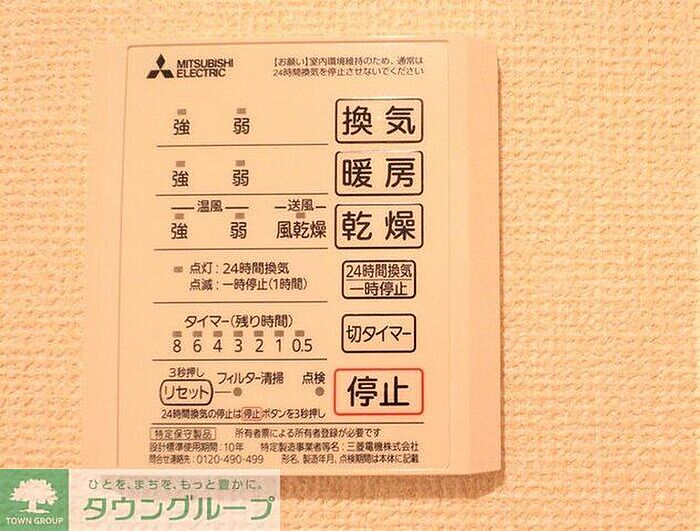 MITSUBISHI ELECTRIC
【お願い】室内環境維持のため、通常は
24時間換気を停止させないでください
強 弱 換気
強 弱 暖房
温風 送風
強 弱 風乾燥 乾燥
点灯:24時間換気
点滅:一時停止(1時間)
24時間換気
一時停止
タイマー(残り時間)
8 6 4 3 2 1 0.5
切タイマー
3秒押し
リセット フィルター清掃 点検
停止
24時間換気の停止は停止ボタンを3秒押し
特定保守製品 所有者票による所有者登録が必要です
設計標準使用期間:10年 特定製造事業者等名:三菱電機株式会社
問合せ連絡先:0120-490-499 形名、製造年月、点検期間は本体に記載
ひとを、まちを、もっと豊かに。
タウングループ
TOWN GROUP